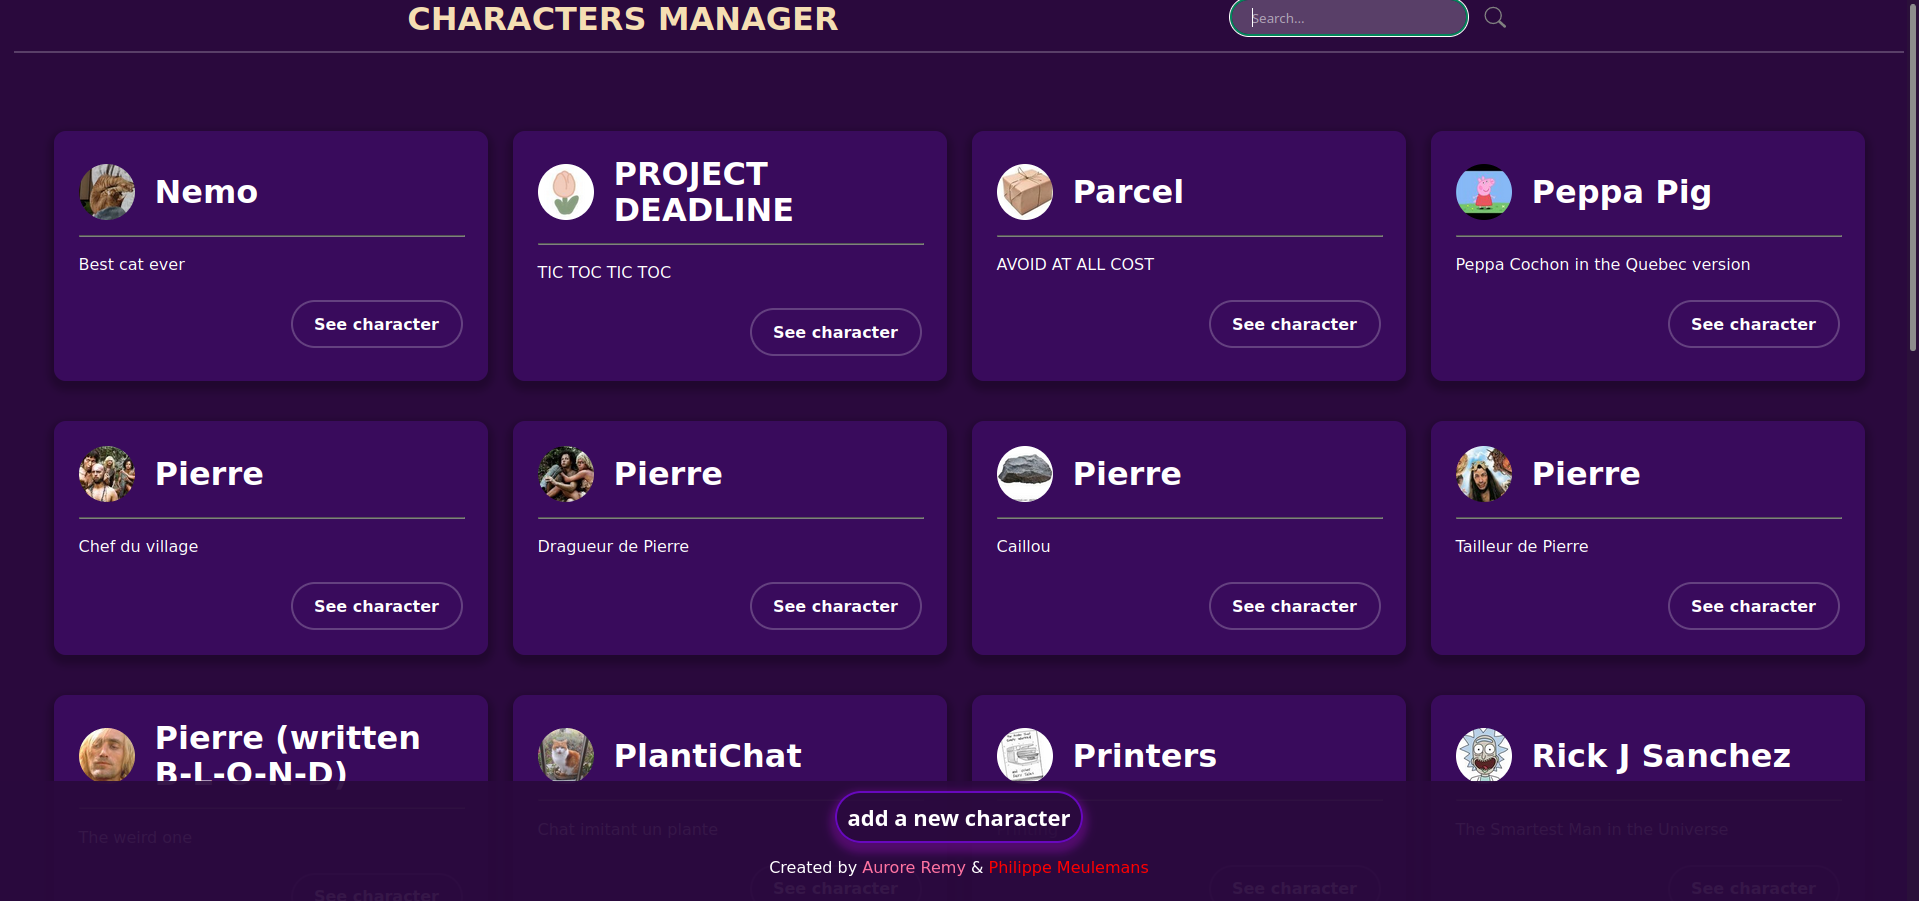 CHARACTERS MANAGER
Search...
Nemo
Best cat ever
See character
PROJECT
DEADLINE
TIC TOC TIC TOC
See character
Parcel
AVOID AT ALL COST
See character
Peppa Pig
Peppa Cochon in the Quebec version
See character
Pierre
Chef du village
See character
Pierre
Dragueur de Pierre
See character
Pierre
Caillou
See character
Pierre
Tailleur de Pierre
See character
Pierre (written
B-L-O-N-D)
The weird one
See character
PlantiChat
Chat imitant un plante
See character
Printers
See character
Rick J Sanchez
The Smartest Man in the Universe
See character
add a new character
Created by Aurore Remy & Philippe Meulemans